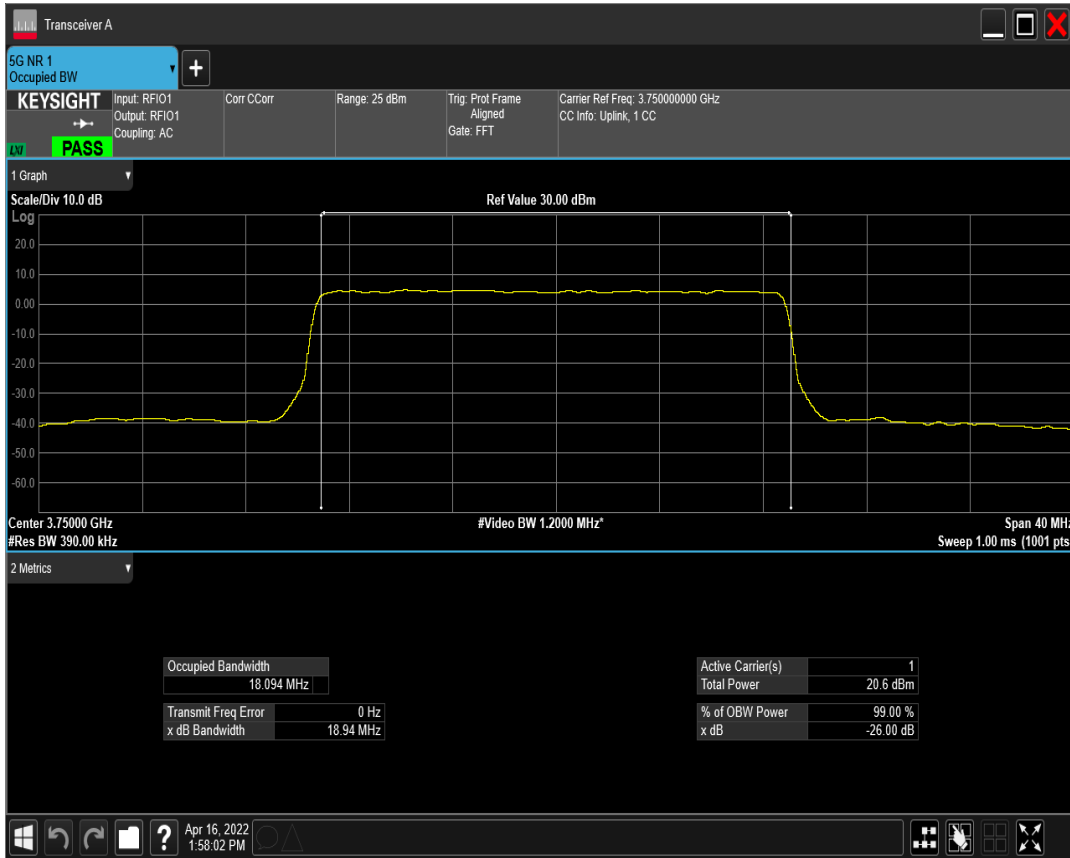 Transceiver A
5G NR 1
Occupied BW
KEYSIGHT
LXI
PASS
Input: RFIO1
Output: RFIO1
Coupling: AC
Corr CCorr
Range: 25 dBm
Trig: Prot Frame
Aligned
Gate: FFT
Carrier Ref Freq: 3.750000000 GHz
CC Info: Uplink, 1 CC
1 Graph
Scale/Div 10.0 dB
Ref Value 30.00 dBm
Log
20.0
10.0
0.00
-10.0
-20.0
-30.0
-40.0
-50.0
-60.0
Center 3.75000 GHz
#Video BW 1.2000 MHz*
Span 40 MHz
#Res BW 390.00 kHz
Sweep 1.00 ms (1001 pts
2 Metrics
Occupied Bandwidth
18.094 MHz
Transmit Freq Error 0 Hz
x dB Bandwidth 18.94 MHz
Active Carrier(s) 1
Total Power 20.6 dBm
% of OBW Power 99.00 %
x dB -26.00 dB
Apr 16, 2022
1:58:02 PM